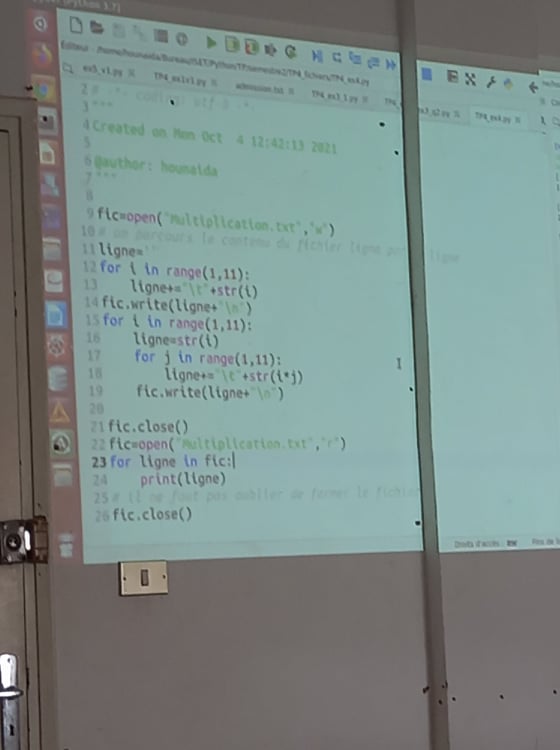 (Python 3.7)
Éditeur - /home/hounaida/Bureau/ISET/Python/TP/semestre2/TP4_fichiers/TP4_ex4.py
ex3_v1.py TP4_ex1v1.py admission.txt TP4_ex3_1.py ex3_q2.py TP4_ex4.py
2 # -*- coding: utf-8 -*-
3 """
4 Created on Mon Oct 4 12:42:13 2021
5
6 @author: hounaida
7 """
8
9 fic=open("Multiplication.txt","w")
10 # on parcours le contenu du fichier ligne par ligne
11 ligne=''
12 for i in range(1,11):
13 ligne+="\t"+str(i)
14 fic.write(ligne+"\n")
15 for i in range(1,11):
16 ligne=str(i)
17 for j in range(1,11):
18 ligne+="\t"+str(i*j)
19 fic.write(ligne+"\n")
20
21 fic.close()
22 fic=open("Multiplication.txt","r")
23 for ligne in fic:
24 print(ligne)
25 # il ne faut pas oublier de fermer le fichier
26 fic.close()
Droits d'accès : RW Fins de